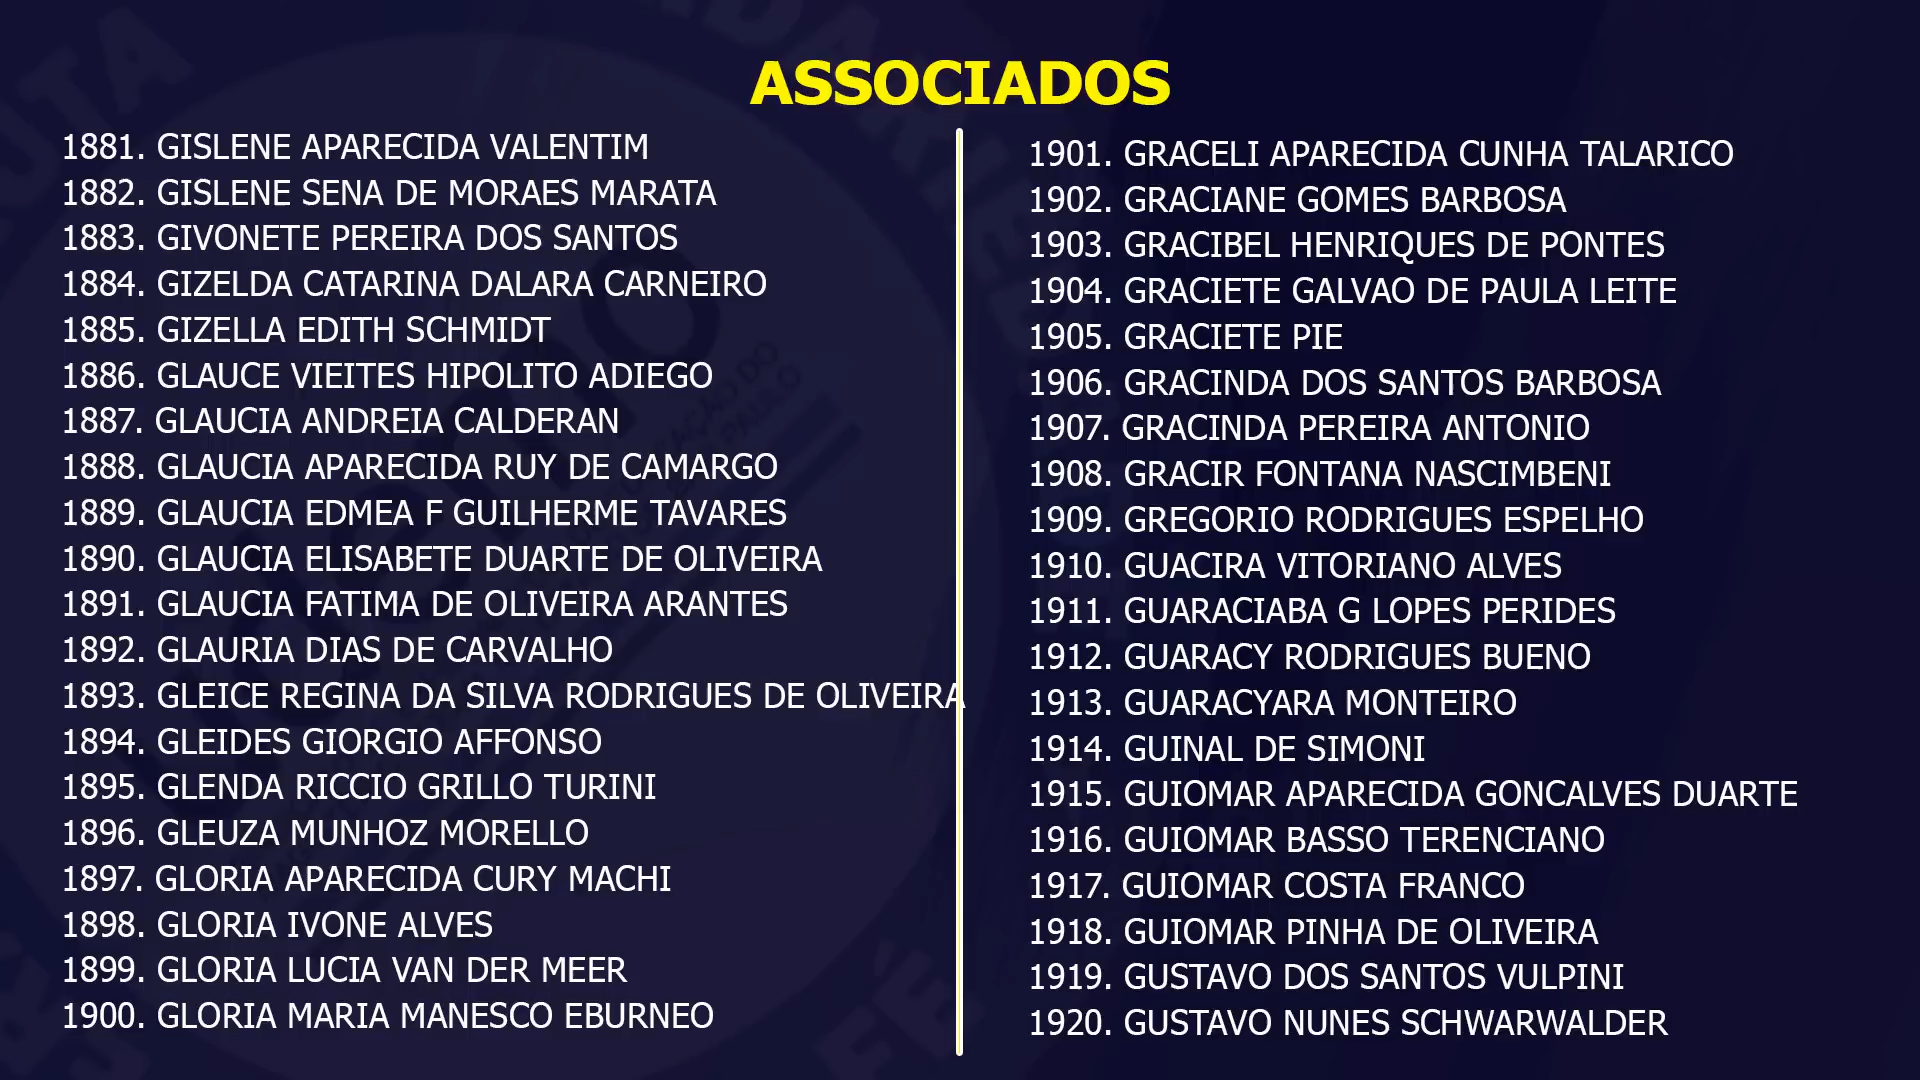 ASSOCIADOS
1881. GISLENE APARECIDA VALENTIM
1882. GISLENE SENA DE MORAES MARATA
1883. GIVONETE PEREIRA DOS SANTOS
1884. GIZELDA CATARINA DALARA CARNEIRO
1885. GIZELLA EDITH SCHMIDT
1886. GLAUCE VIEITES HIPOLITO ADIEGO
1887. GLAUCIA ANDREIA CALDERAN
1888. GLAUCIA APARECIDA RUY DE CAMARGO
1889. GLAUCIA EDMEA F GUILHERME TAVARES
1890. GLAUCIA ELISABETE DUARTE DE OLIVEIRA
1891. GLAUCIA FATIMA DE OLIVEIRA ARANTES
1892. GLAURIA DIAS DE CARVALHO
1893. GLEICE REGINA DA SILVA RODRIGUES DE OLIVEIRA
1894. GLEIDES GIORGIO AFFONSO
1895. GLENDA RICCIO GRILLO TURINI
1896. GLEUZA MUNHOZ MORELLO
1897. GLORIA APARECIDA CURY MACHI
1898. GLORIA IVONE ALVES
1899. GLORIA LUCIA VAN DER MEER
1900. GLORIA MARIA MANESCO EBURNEO
1901. GRACELI APARECIDA CUNHA TALARICO
1902. GRACIANE GOMES BARBOSA
1903. GRACIBEL HENRIQUES DE PONTES
1904. GRACIETE GALVAO DE PAULA LEITE
1905. GRACIETE PIE
1906. GRACINDA DOS SANTOS BARBOSA
1907. GRACINDA PEREIRA ANTONIO
1908. GRACIR FONTANA NASCIMBENI
1909. GREGORIO RODRIGUES ESPELHO
1910. GUACIRA VITORIANO ALVES
1911. GUARACIABA G LOPES PERIDES
1912. GUARACY RODRIGUES BUENO
1913. GUARACYARA MONTEIRO
1914. GUINAL DE SIMONI
1915. GUIOMAR APARECIDA GONCALVES DUARTE
1916. GUIOMAR BASSO TERENCIANO
1917. GUIOMAR COSTA FRANCO
1918. GUIOMAR PINHA DE OLIVEIRA
1919. GUSTAVO DOS SANTOS VULPINI
1920. GUSTAVO NUNES SCHWARWALDER